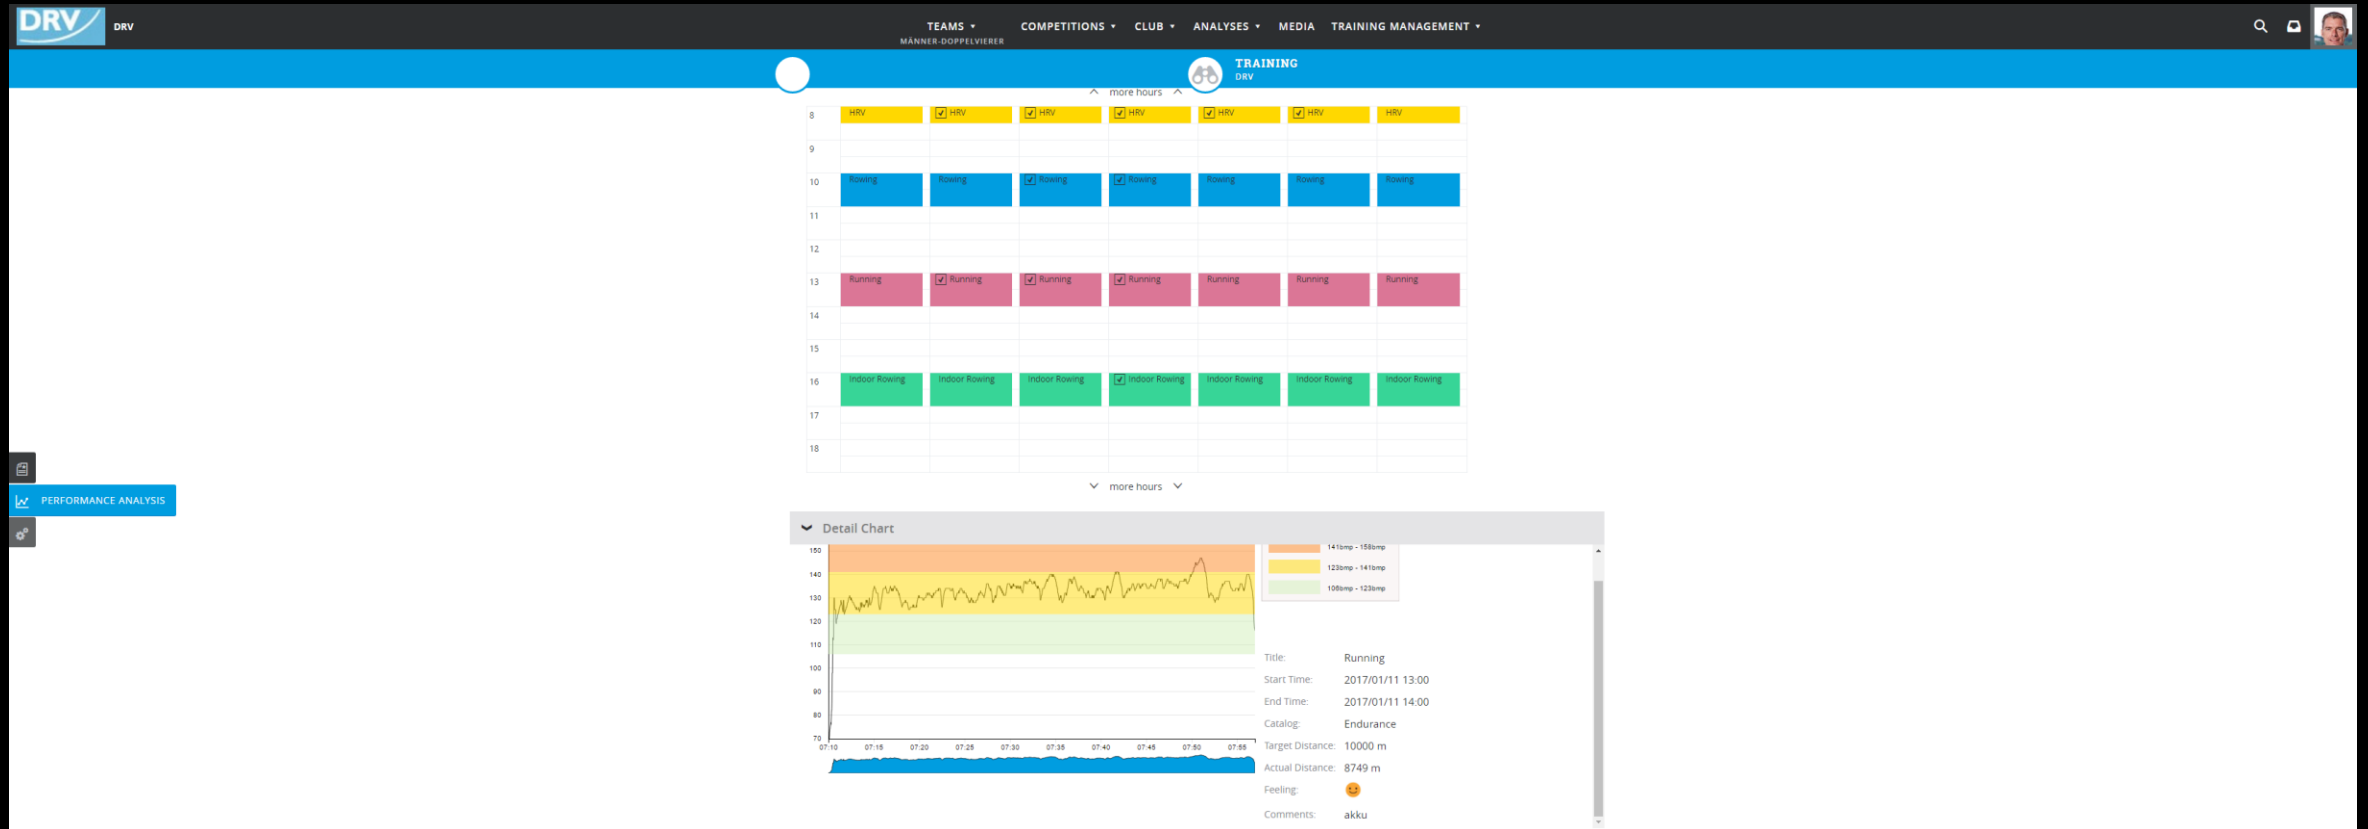 DRV
DRV
TEAMS
MÄNNER-DOPPELVIERER
COMPETITIONS
CLUB
ANALYSES
MEDIA
TRAINING MANAGEMENT
TRAINING
DRV
more hours
8 HRV HRV HRV HRV HRV HRV HRV
9
10 Rowing Rowing Rowing Rowing Rowing Rowing Rowing
11
12
13 Running Running Running Running Running Running Running
14
15
16 Indoor Rowing Indoor Rowing Indoor Rowing Indoor Rowing Indoor Rowing Indoor Rowing Indoor Rowing
17
18
more hours
PERFORMANCE ANALYSIS
Detail Chart
150
140
130
120
110
100
90
80
70
07:10 07:15 07:20 07:25 07:30 07:35 07:40 07:45 07:50 07:55
141bmp - 158bmp
123bmp - 141bmp
106bmp - 123bmp
Title: Running
Start Time: 2017/01/11 13:00
End Time: 2017/01/11 14:00
Catalog: Endurance
Target Distance: 10000 m
Actual Distance: 8749 m
Feeling:
Comments: akku